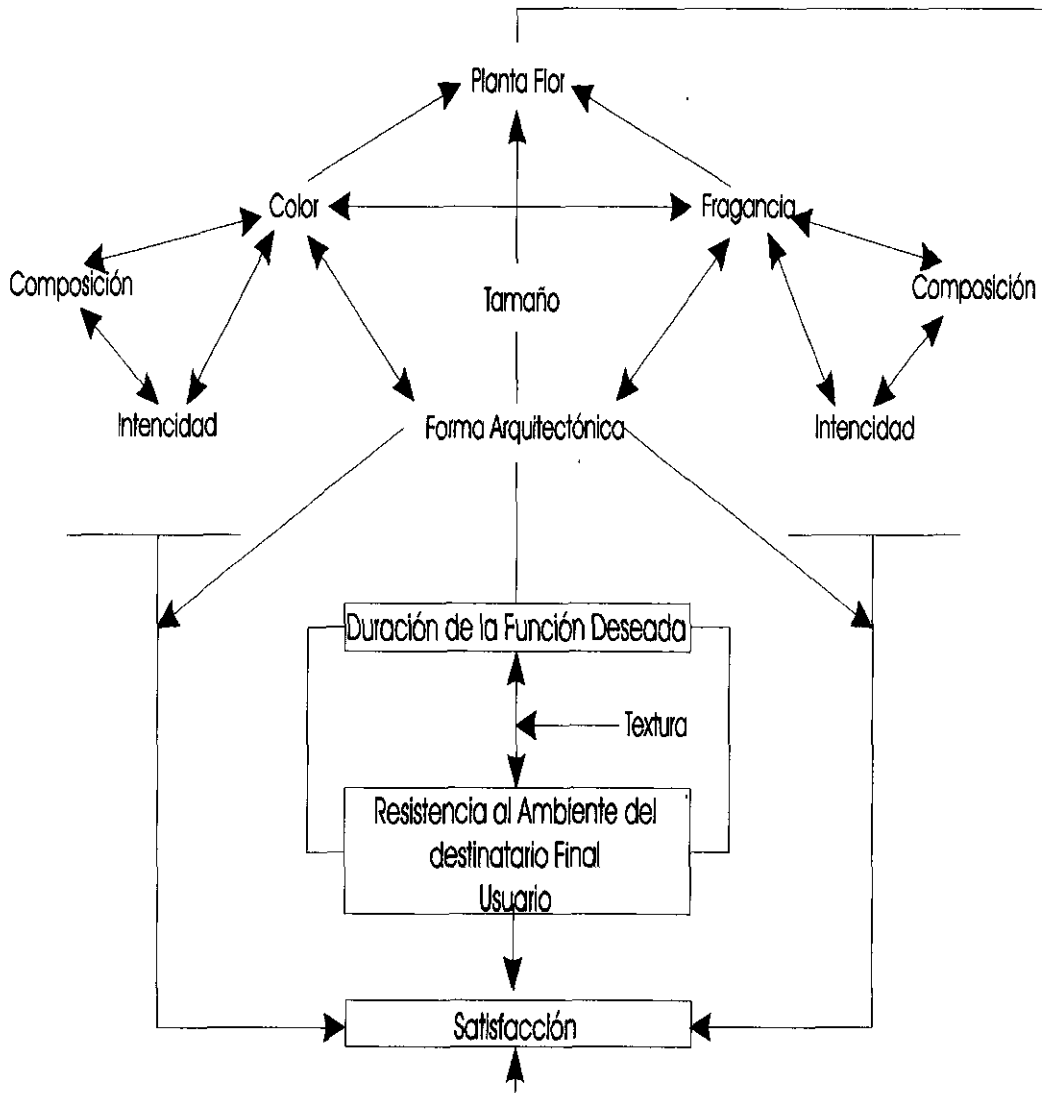 Planta Flor
Color
Fragancia
Composición
Tamaño
Composición
Intencidad
Forma Arquitectónica
Intencidad
Duración de la Función Deseada
Textura
Resistencia al Ambiente del
destinatario Final
Usuario
Satisfacción